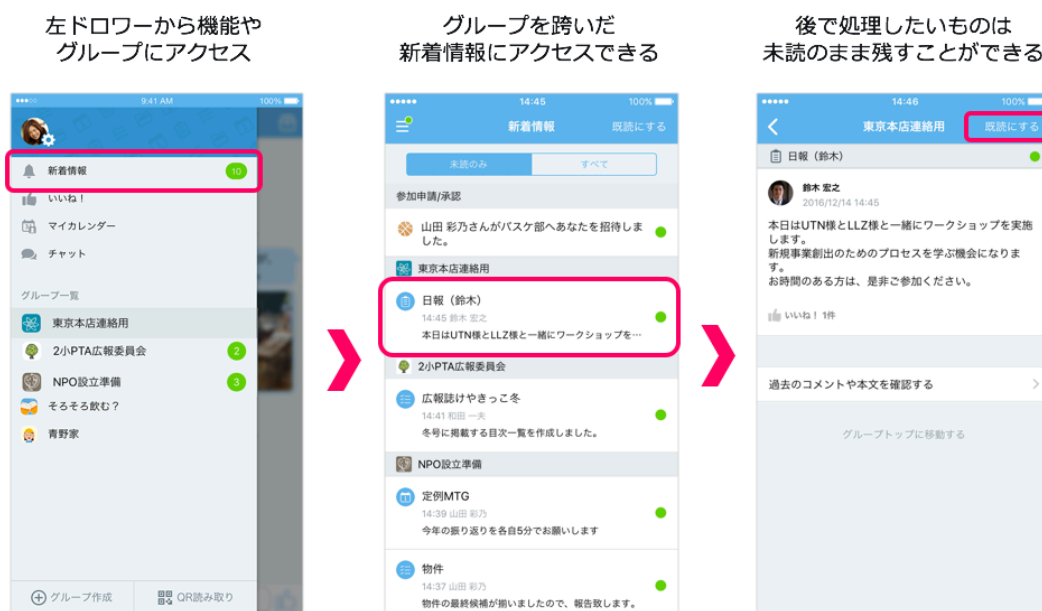 左ドロワーから機能や
グループにアクセス
9:41 AM
100%
新着情報
10
いいね！
マイカレンダー
チャット
グループ一覧
東京本店連絡用
2小PTA広報委員会
2
NPO設立準備
3
そろそろ飲む？
青野家
グループ作成
QR読み取り
グループを跨いだ
新着情報にアクセスできる
14:45
100%
新着情報
既読にする
未読のみ
すべて
参加申請/承認
山田 彩乃さんがバスケ部へあなたを招待しま
した。
東京本店連絡用
日報（鈴木）
14:45 鈴木 宏之
本日はUTN様とLLZ様と一緒にワークショップを…
2小PTA広報委員会
広報誌けやきっこ冬
14:41 和田 一夫
冬号に掲載する目次一覧を作成しました。
NPO設立準備
定例MTG
14:39 山田 彩乃
今年の振り返りを各自5分でお願いします
物件
14:37 山田 彩乃
物件の最終候補が揃いましたので、報告致します。
後で処理したいものは
未読のまま残すことができる
14:46
100%
東京本店連絡用
既読にする
日報（鈴木）
鈴木 宏之
2016/12/14 14:45
本日はUTN様とLLZ様と一緒にワークショップを実施
します。
新規事業創出のためのプロセスを学ぶ機会になりま
す。
お時間のある方は、是非ご参加ください。
いいね！ 1件
過去のコメントや本文を確認する
グループトップに移動する